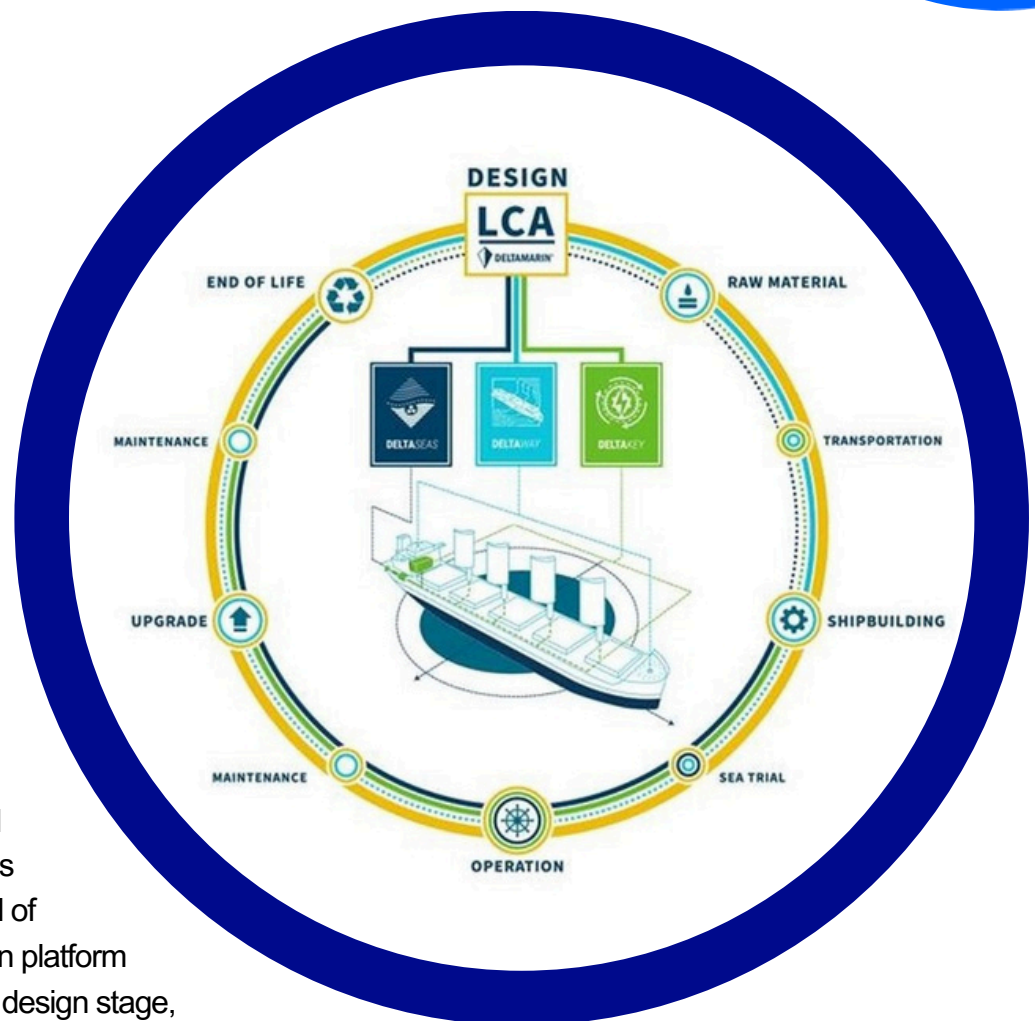 DESIGN
LCA
DELTAMARIN
END OF LIFE
RAW MATERIAL
DELTASEAS
DELTAWAY
DELTAKEY
MAINTENANCE
TRANSPORTATION
UPGRADE
SHIPBUILDING
MAINTENANCE
SEA TRIAL
OPERATION
s
of
n platform
design stage,